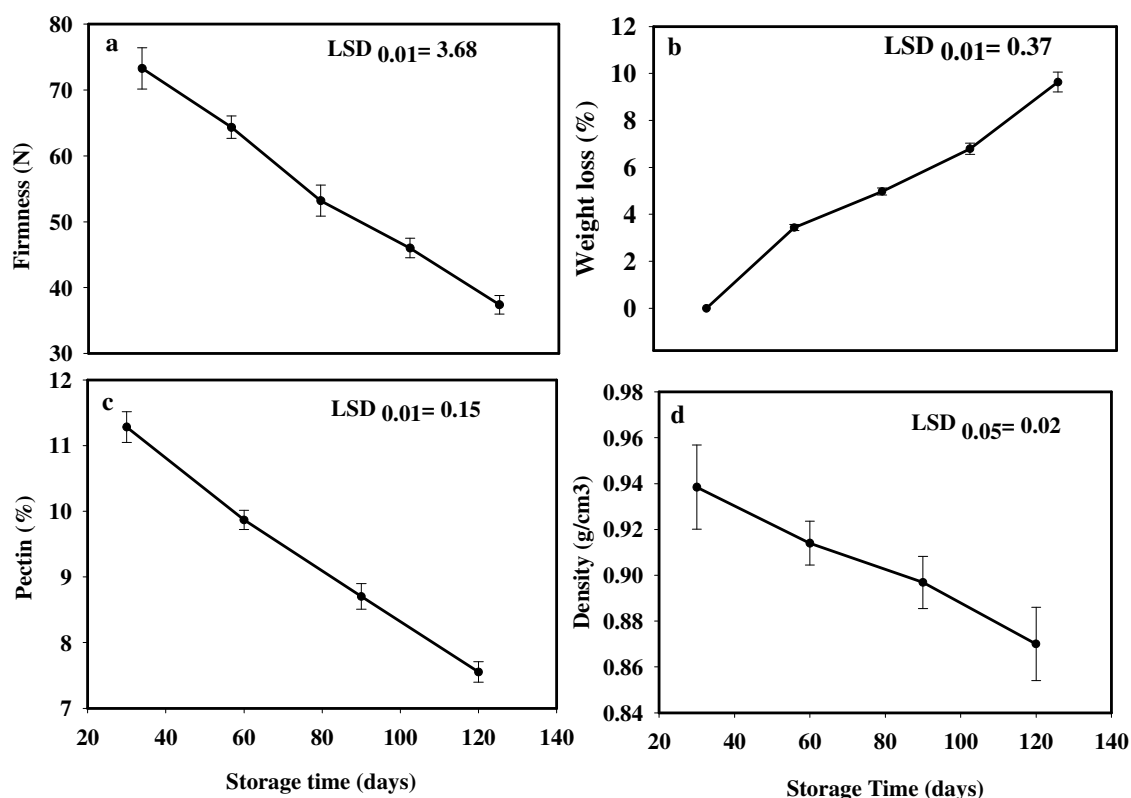 a
LSD 0.01= 3.68
Firmness (N)
80
70
60
50
40
30
b
LSD 0.01= 0.37
Weight loss (%)
12
10
8
6
4
2
0
c
LSD 0.01= 0.15
Pectin (%)
12
11
10
9
8
7
20 40 60 80 100 120 140
Storage time (days)
d
LSD 0.05= 0.02
Density (g/cm3)
0.98
0.96
0.94
0.92
0.90
0.88
0.86
0.84
20 40 60 80 100 120 140
Storage Time (days)